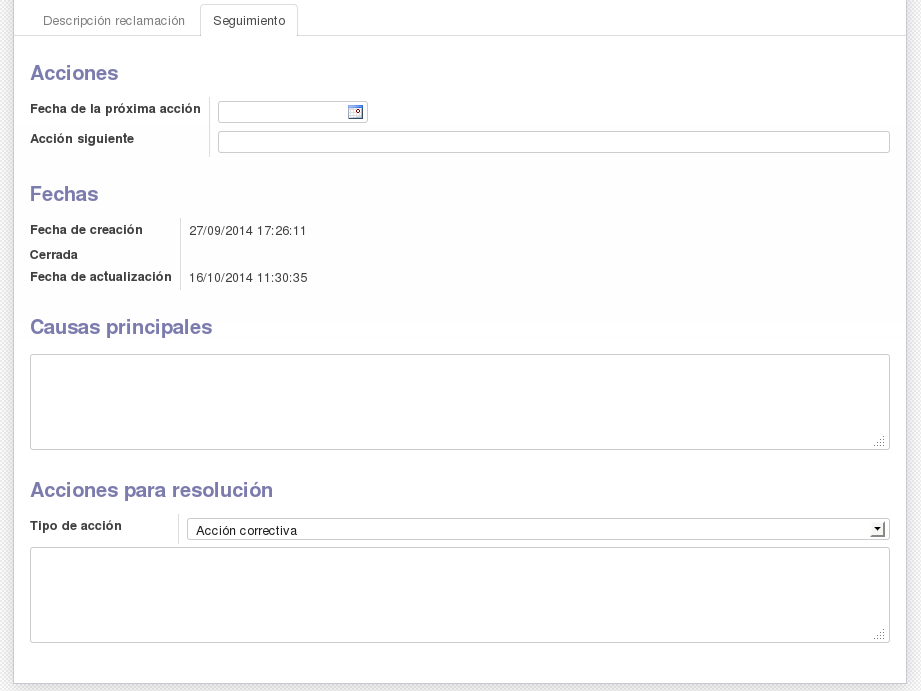 Descripción reclamación
Seguimiento
Acciones
Fecha de la próxima acción
Acción siguiente
Fechas
Fecha de creación 27/09/2014 17:26:11
Cerrada
Fecha de actualización 16/10/2014 11:30:35
Causas principales
Acciones para resolución
Tipo de acción Acción correctiva